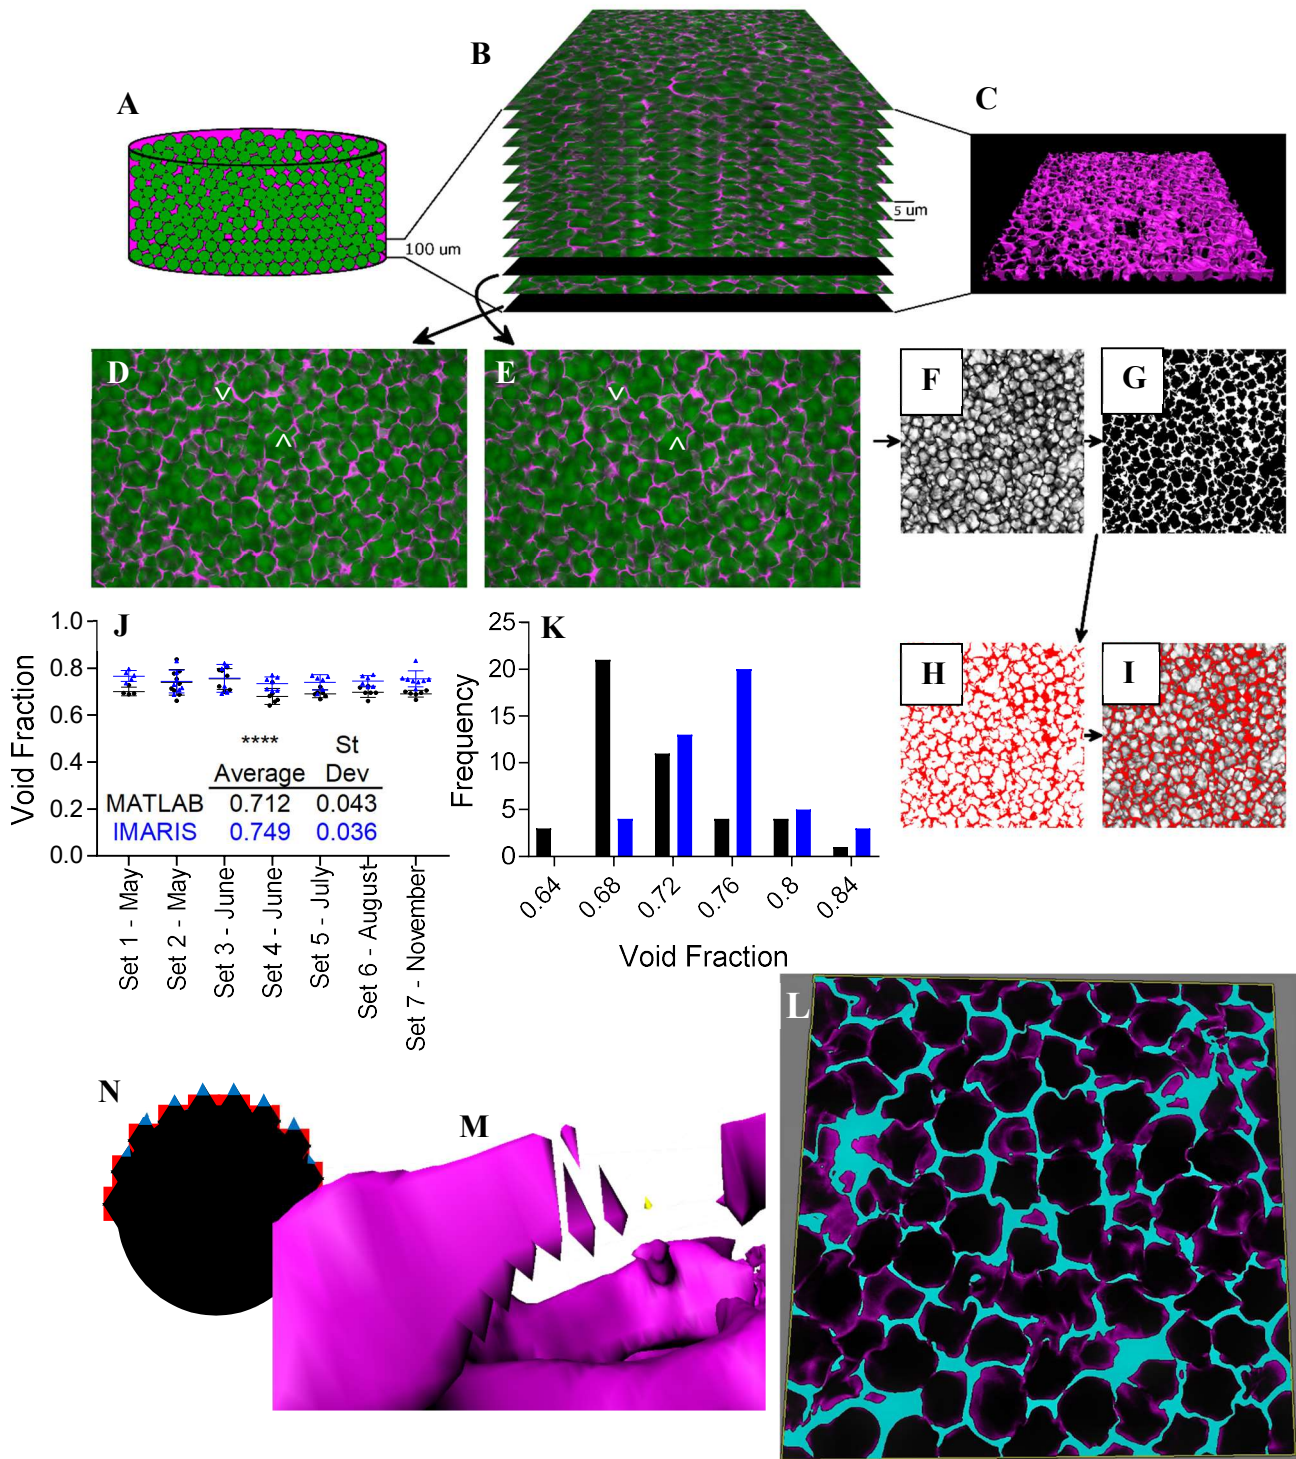 A
B
C
100 um
5 um
D
E
F
G
H
I
V
^
V
^
J
1.0
0.8
0.6
0.4
0.2
0.0
Void Fraction
**** St
Average Dev
MATLAB 0.712 0.043
IMARIS 0.749 0.036
Set 1 - May
Set 2 - May
Set 3 - June
Set 4 - June
Set 5 - July
Set 6 - August
Set 7 - November
K
25
20
15
10
5
0
Frequency
0.64
0.68
0.72
0.76
0.8
0.84
Void Fraction
L
N
M